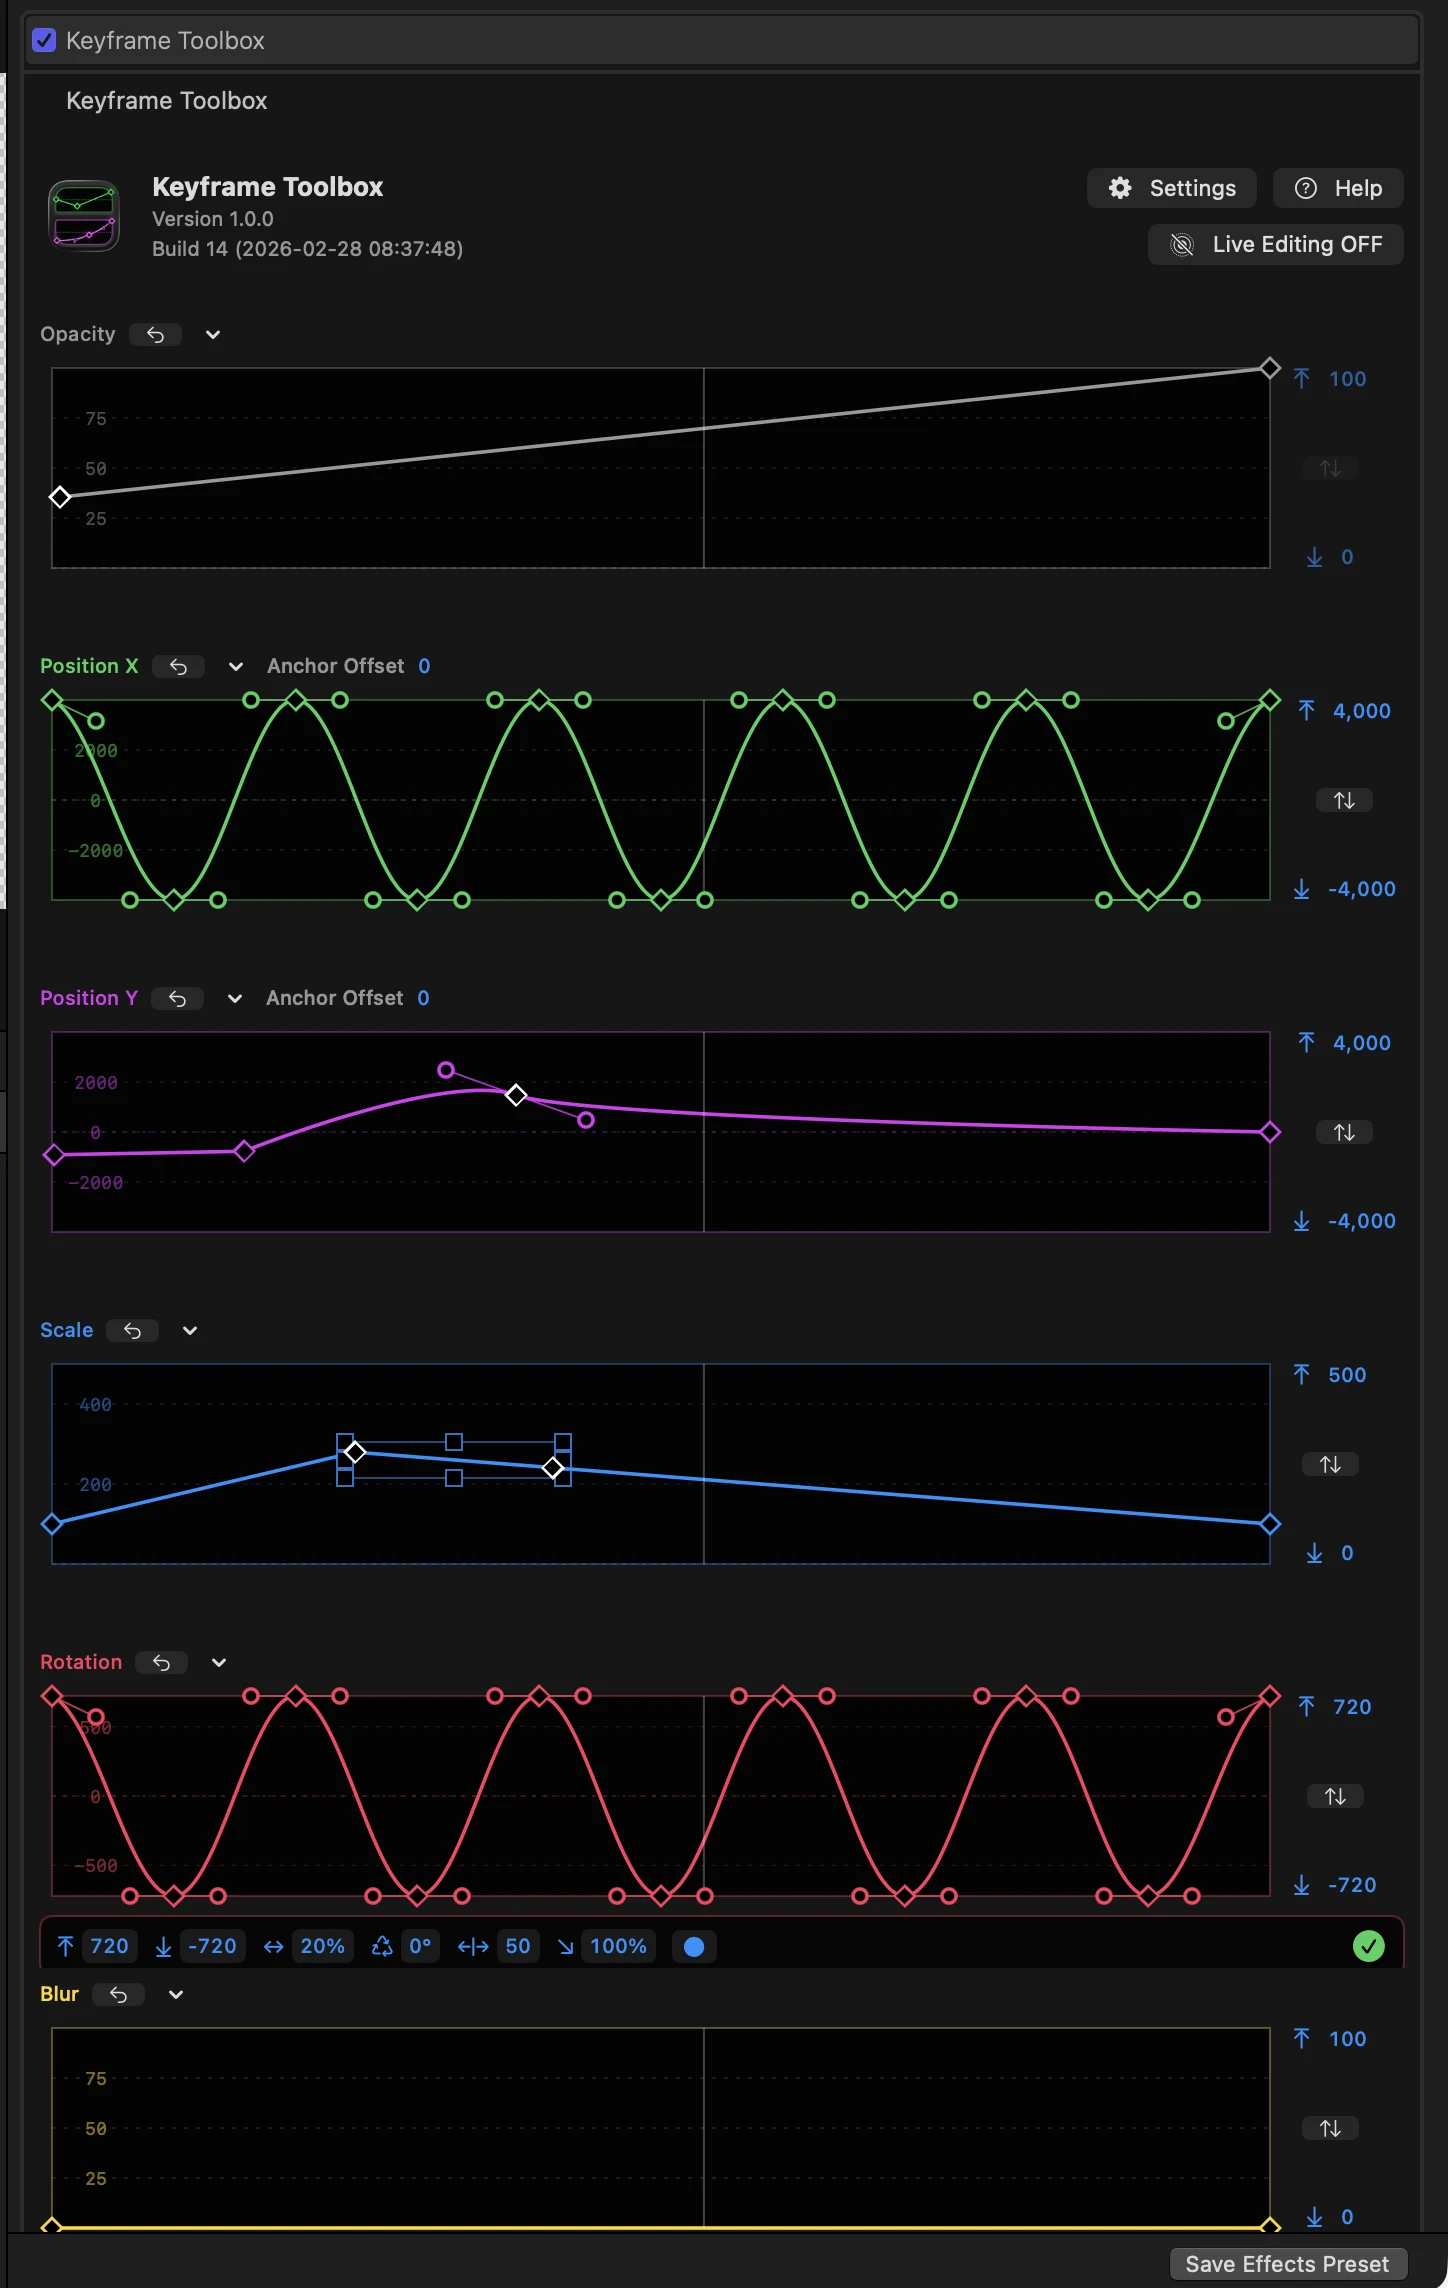 Keyframe Toolbox
Keyframe Toolbox
Keyframe Toolbox
Version 1.0.0
Build 14 (2026-02-28 08:37:48)
Settings
Help
Live Editing OFF
Opacity
100
75
50
25
0
Position X Anchor Offset 0
4,000
2000
0
-2000
-4,000
Position Y Anchor Offset 0
4,000
2000
0
-2000
-4,000
Scale
500
400
200
0
Rotation
720
500
0
-500
-720
720 -720 20% 0° 50 100%
Blur
100
75
50
25
0
Save Effects Preset